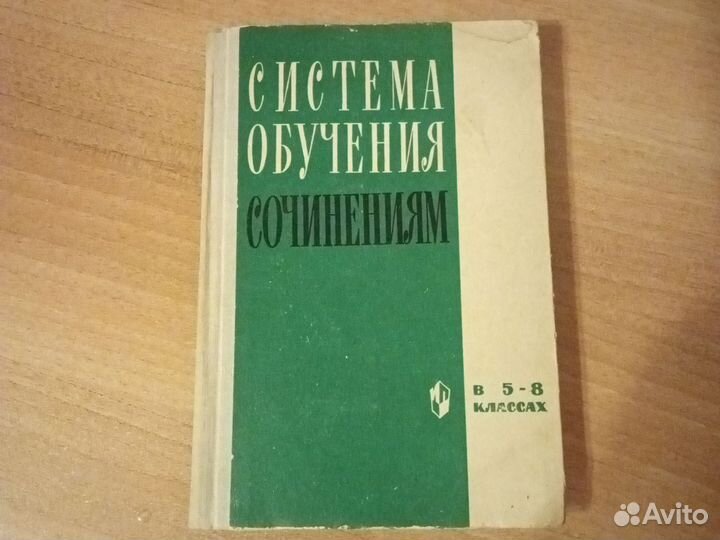 СИСТЕМА
ОБУЧЕНИЯ
СОЧИНЕНИЯМ
В 5-8
КЛАССАХ
Avito